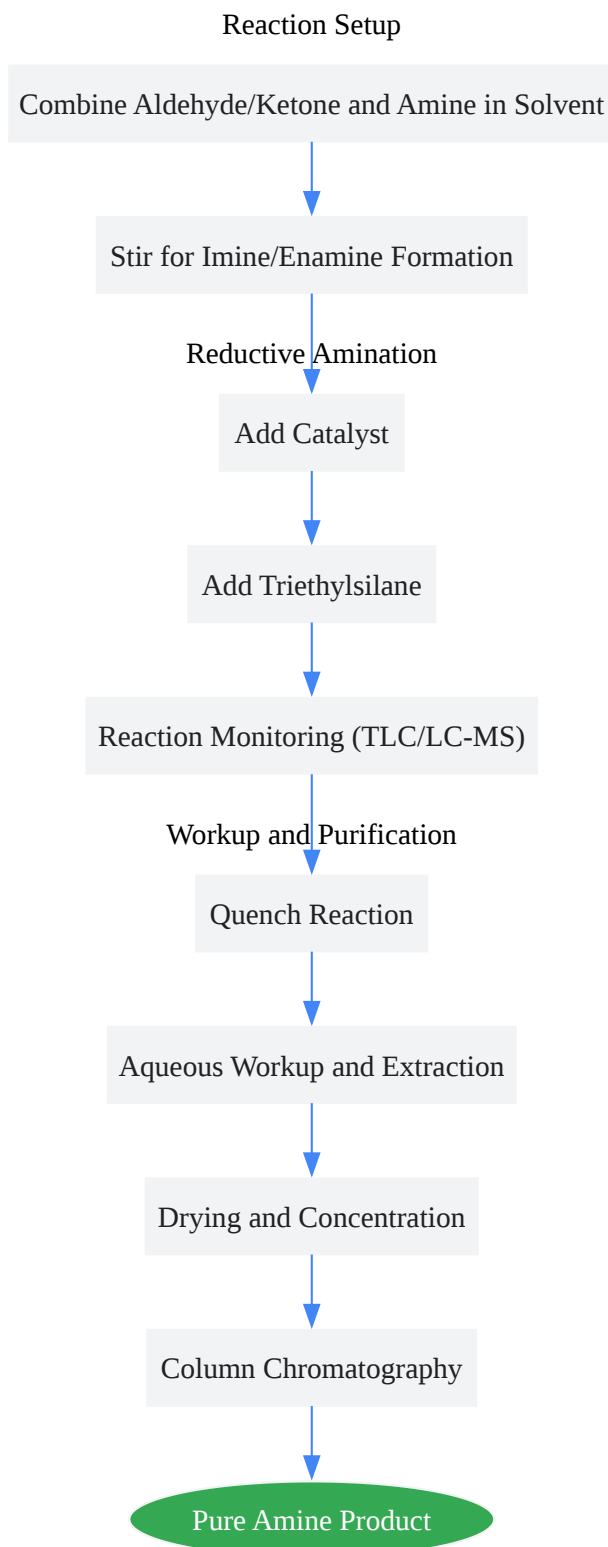 Reaction Setup
Combine Aldehyde/Ketone and Amine in Solvent
Stir for Imine/Enamine Formation
Reductive Amination
Add Catalyst
Add Triethylsilane
Reaction Monitoring (TLC/LC-MS)
Workup and Purification
Quench Reaction
Aqueous Workup and Extraction
Drying and Concentration
Column Chromatography
Pure Amine Product